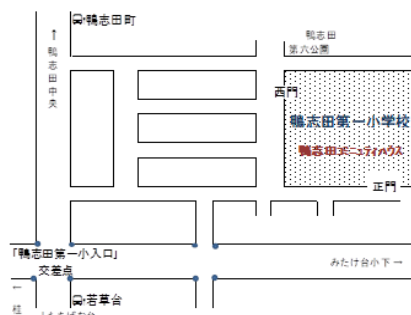 鴨志田町
↑
鴨志田中央
鴨志田
第六公園
西門
鴨志田第一小学校
鴨志田コミュニティハウス
正門
「鴨志田第一小入口」
交差点
みたけ台小下→
←
若草台